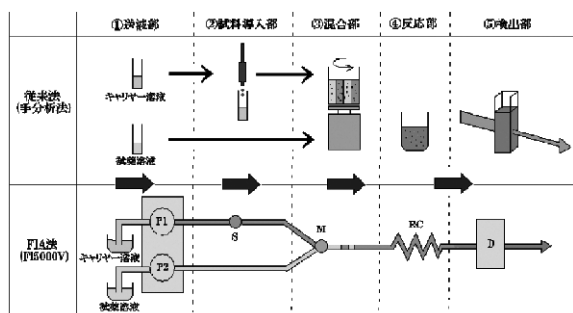 ①送液部 ②試料導入部 ③混合部 ④反応部 ⑤検出部
従来法
(手分析法)
キャリヤー溶液
試薬溶液
FIA法
(FI5000V)
P1
S
M
RC
D
キャリヤー溶液
P2
試薬溶液